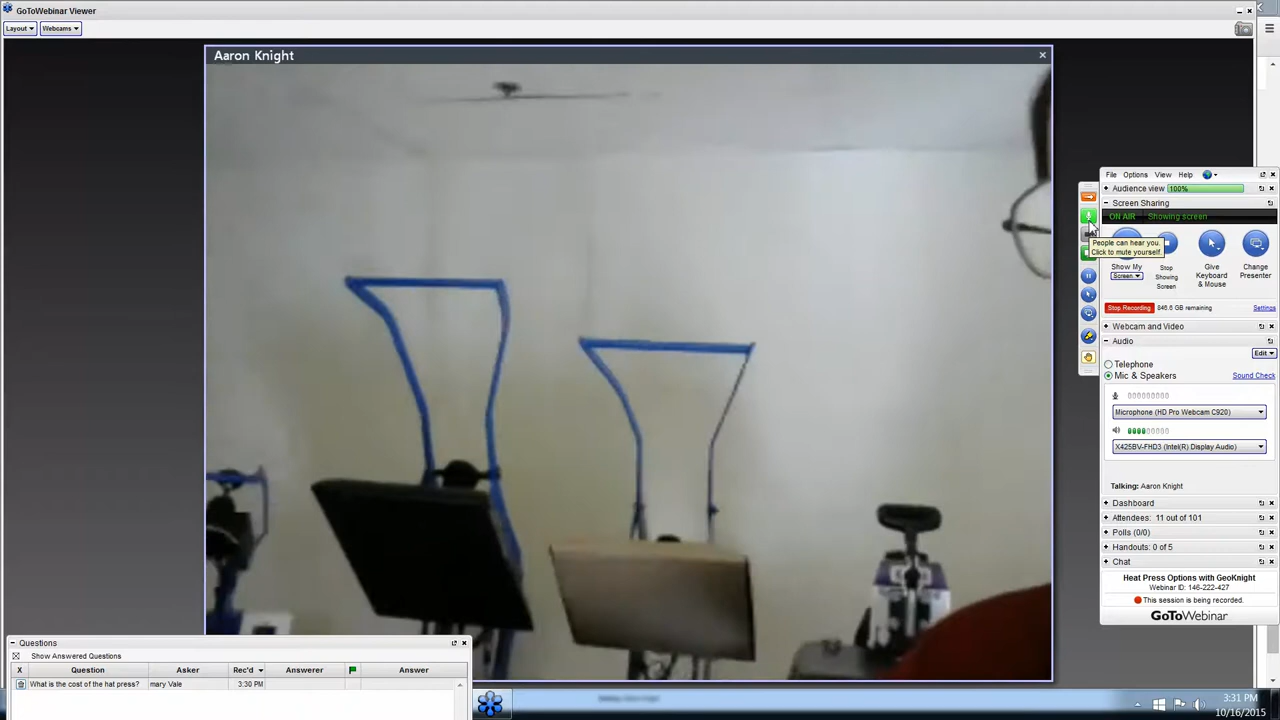 GoToWebinar Viewer
Layout
Webcams
Aaron Knight
File Options View Help
Audience view 100%
Screen Sharing
ON AIR Showing screen
People can hear you.
Click to mute yourself.
Show My
Screen
Stop
Showing
Screen
Give
Keyboard
& Mouse
Change
Presenter
Stop Recording 846.6 GB remaining Settings
Webcam and Video
Audio
Edit
Telephone
Mic & Speakers Sound Check
Microphone (HD Pro Webcam C920)
X425BV-FHD3 (Intel(R) Display Audio)
Talking: Aaron Knight
Dashboard
Attendees: 11 out of 101
Polls (0/0)
Handouts: 0 of 5
Chat
Heat Press Options with GeoKnight
Webinar ID: 146-222-427
This session is being recorded.
GoToWebinar
Questions
Show Answered Questions
X Question Asker Rec'd Answerer Answer
What is the cost of the hat press? mary Vale 3:30 PM
3:31 PM
10/16/2015